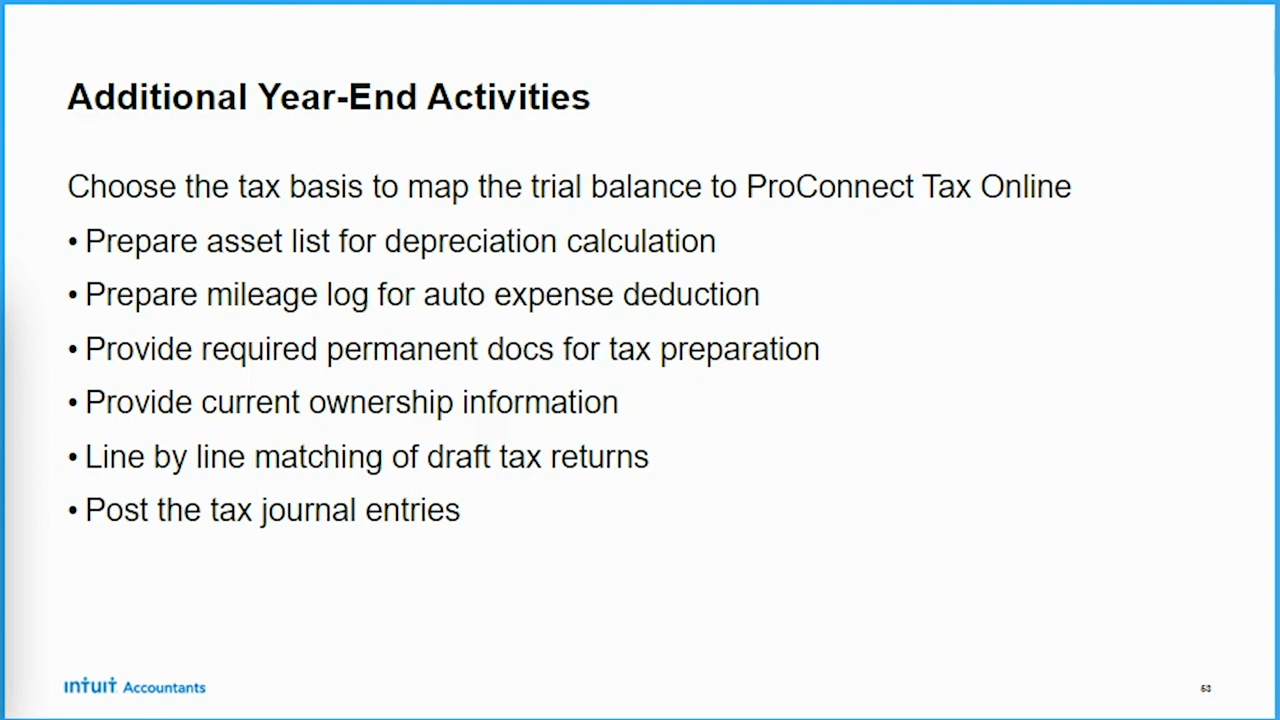 Additional Year-End Activities
Choose the tax basis to map the trial balance to ProConnect Tax Online
• Prepare asset list for depreciation calculation
• Prepare mileage log for auto expense deduction
• Provide required permanent docs for tax preparation
• Provide current ownership information
• Line by line matching of draft tax returns
• Post the tax journal entries
INTUIT Accountants
53